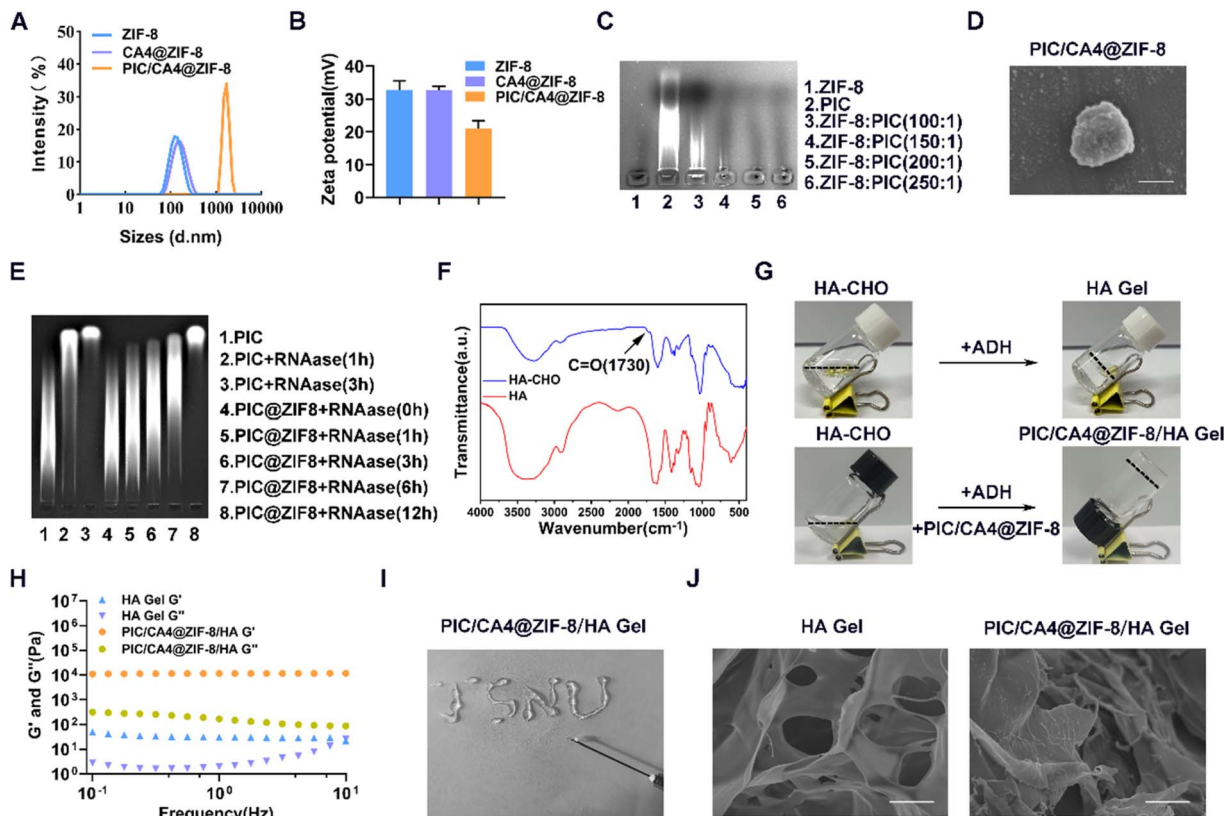 A
ZIF-8
CA4@ZIF-8
PIC/CA4@ZIF-8
Intensity (%)
50
40
30
20
10
0
1
10
100
1000
10000
Sizes (d.nm)
B
ZIF-8
CA4@ZIF-8
PIC/CA4@ZIF-8
Zeta potential(mV)
40
30
20
10
0
C
1.ZIF-8
2.PIC
3.ZIF-8:PIC(100:1)
4.ZIF-8:PIC(150:1)
5.ZIF-8:PIC(200:1)
6.ZIF-8:PIC(250:1)
1 2 3 4 5 6
D
PIC/CA4@ZIF-8
E
1.PIC
2.PIC+RNAase(1h)
3.PIC+RNAase(3h)
4.PIC@ZIF8+RNAase(0h)
5.PIC@ZIF8+RNAase(1h)
6.PIC@ZIF8+RNAase(3h)
7.PIC@ZIF8+RNAase(6h)
8.PIC@ZIF8+RNAase(12h)
1 2 3 4 5 6 7 8
F
Transmittance(a.u.)
C=O(1730)
HA-CHO
HA
4000 3500 3000 2500 2000 1500 1000 500
Wavenumber(cm⁻¹)
G
HA-CHO
+ADH
HA Gel
HA-CHO
+ADH
+PIC/CA4@ZIF-8
PIC/CA4@ZIF-8/HA Gel
H
G' and G''(Pa)
10⁷
10⁶
10⁵
10⁴
10³
10²
10¹
10⁰
HA Gel G'
HA Gel G''
PIC/CA4@ZIF-8/HA G'
PIC/CA4@ZIF-8/HA G''
10⁻¹
10⁰
10¹
Frequency(Hz)
I
PIC/CA4@ZIF-8/HA Gel
TSNU
J
HA Gel
PIC/CA4@ZIF-8/HA Gel